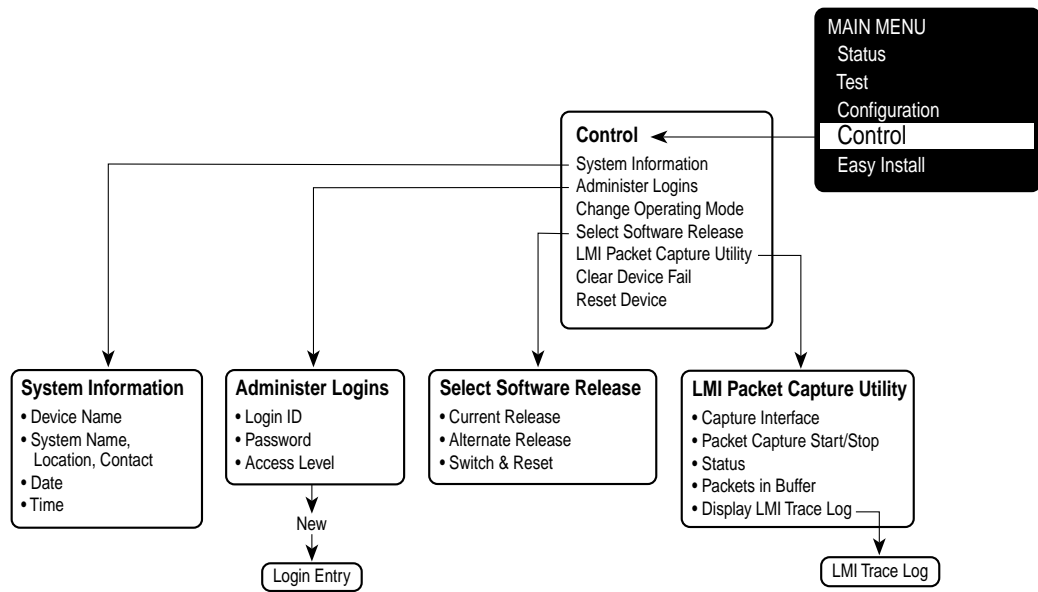 MAIN MENU
Status
Test
Configuration
Control
Easy Install
Control
System Information
Administer Logins
Change Operating Mode
Select Software Release
LMI Packet Capture Utility
Clear Device Fail
Reset Device
System Information
• Device Name
• System Name,
Location, Contact
• Date
• Time
Administer Logins
• Login ID
• Password
• Access Level
New
Login Entry
Select Software Release
• Current Release
• Alternate Release
• Switch & Reset
LMI Packet Capture Utility
• Capture Interface
• Packet Capture Start/Stop
• Status
• Packets in Buffer
• Display LMI Trace Log
LMI Trace Log